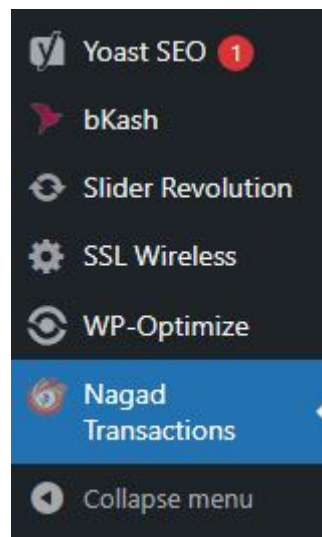 Yoast SEO 1
bKash
Slider Revolution
SSL Wireless
WP-Optimize
Nagad
Transactions
Collapse menu